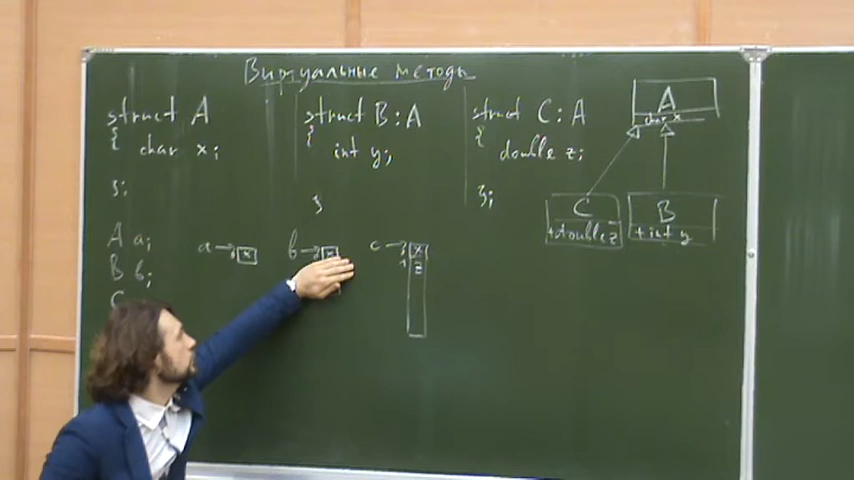 Виртуальные методы
struct A
{ char x;
};
struct B : A
{ int y;
}
struct C : A
{ double z;
};
A
char x
C
+double z
B
+int y
A a;
B b;
C
a → x
b → x
c → x
z